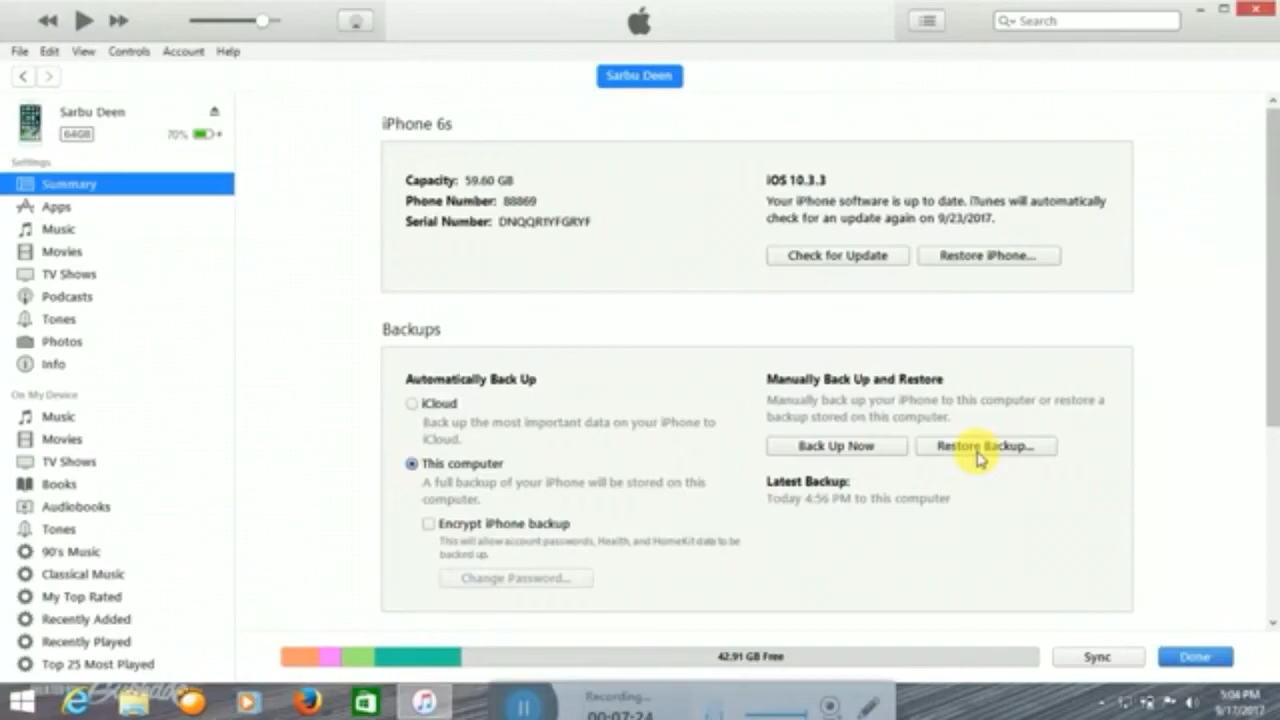 Search
File Edit View Controls Account Help
Sarbu Deen
Sarbu Deen
64GB 70%
Settings
Summary
Apps
Music
Movies
TV Shows
Podcasts
Tones
Photos
Info
On My Device
Music
Movies
TV Shows
Books
Audiobooks
Tones
90's Music
Classical Music
My Top Rated
Recently Added
Recently Played
Top 25 Most Played
iPhone 6s
Capacity: 59.60 GB
Phone Number: 88869
Serial Number: DNQQR1YFGRYF
iOS 10.3.3
Your iPhone software is up to date. iTunes will automatically
check for an update again on 9/23/2017.
Check for Update Restore iPhone...
Backups
Automatically Back Up
iCloud
Back up the most important data on your iPhone to
iCloud.
This computer
A full backup of your iPhone will be stored on this
computer.
Encrypt iPhone backup
This will allow account passwords, Health, and HomeKit data to be
backed up.
Change Password...
Manually Back Up and Restore
Manually back up your iPhone to this computer or restore a
backup stored on this computer.
Back Up Now Restore Backup...
Latest Backup:
Today 4:56 PM to this computer
42.91 GB Free
Sync Done
Recording...
00:07:24
5:04 PM
9/17/2017